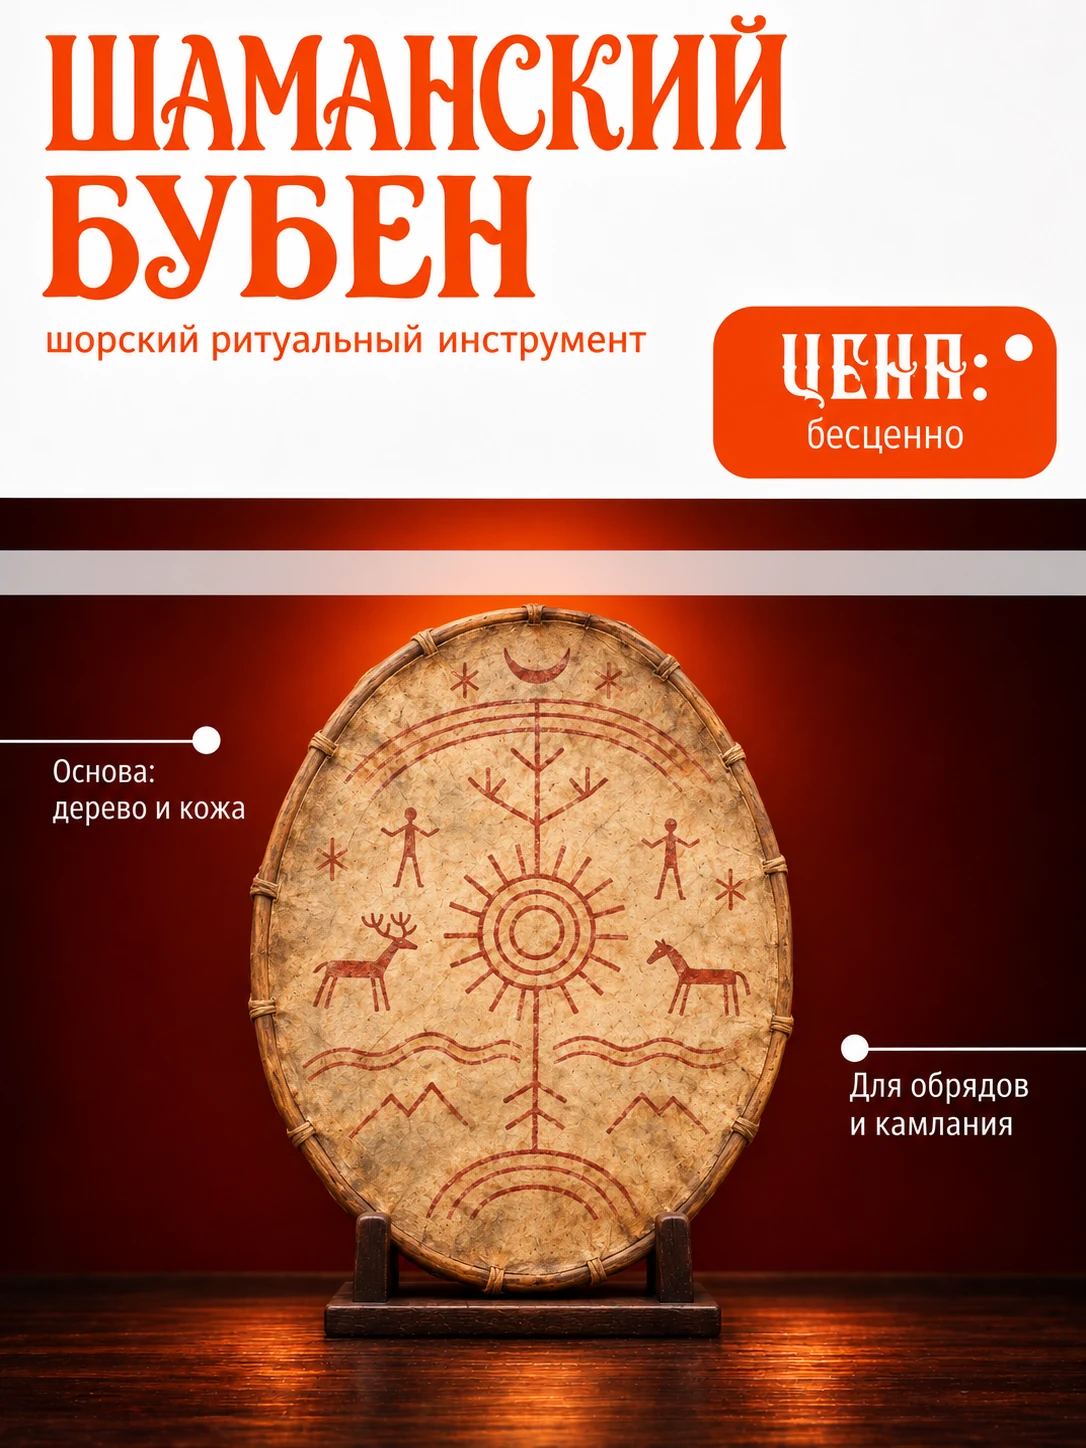 ШАМАНСКИЙ
БУБЕН
шорский ритуальный инструмент
ЦЕНА:
бесценно
Основа:
дерево и кожа
Для обрядов
и камлания